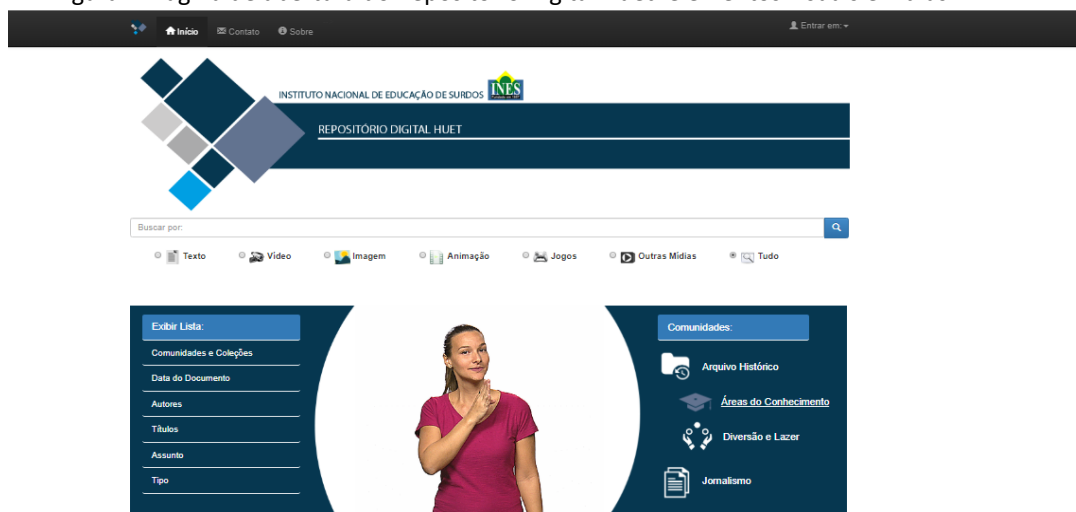 Início Contato Sobre Entrar em:
INSTITUTO NACIONAL DE EDUCAÇÃO DE SURDOS INES
REPOSITÓRIO DIGITAL HUET
Buscar por:
Texto Vídeo Imagem Animação Jogos Outras Mídias Tudo
Exibir Lista:
Comunidades e Coleções
Data do Documento
Autores
Títulos
Assunto
Tipo
Comunidades:
Arquivo Histórico
Áreas do Conhecimento
Diversão e Lazer
Jornalismo